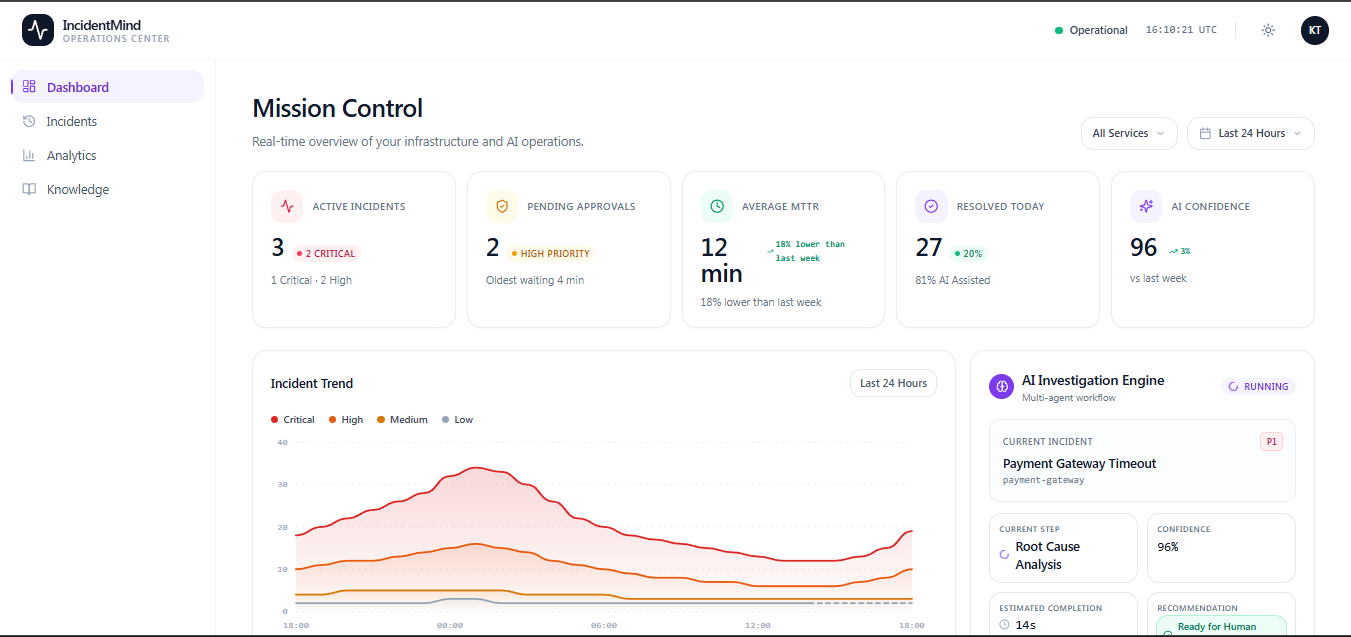 IncidentMind
OPERATIONS CENTER
Operational
16:10:21 UTC
KT
Dashboard
Incidents
Analytics
Knowledge
Mission Control
Real-time overview of your infrastructure and AI operations.
All Services
Last 24 Hours
ACTIVE INCIDENTS
3
2 CRITICAL
1 Critical · 2 High
PENDING APPROVALS
2
HIGH PRIORITY
Oldest waiting 4 min
AVERAGE MTTR
12
min
18% lower than
last week
18% lower than last week
RESOLVED TODAY
27
20%
81% AI Assisted
AI CONFIDENCE
96
3%
vs last week
Incident Trend
Last 24 Hours
Critical
High
Medium
Low
40
30
20
10
0
18:00
00:00
06:00
12:00
18:00
AI Investigation Engine
Multi-agent workflow
RUNNING
CURRENT INCIDENT
P1
Payment Gateway Timeout
payment-gateway
CURRENT STEP
Root Cause
Analysis
CONFIDENCE
96%
ESTIMATED COMPLETION
14s
RECOMMENDATION
Ready for Human